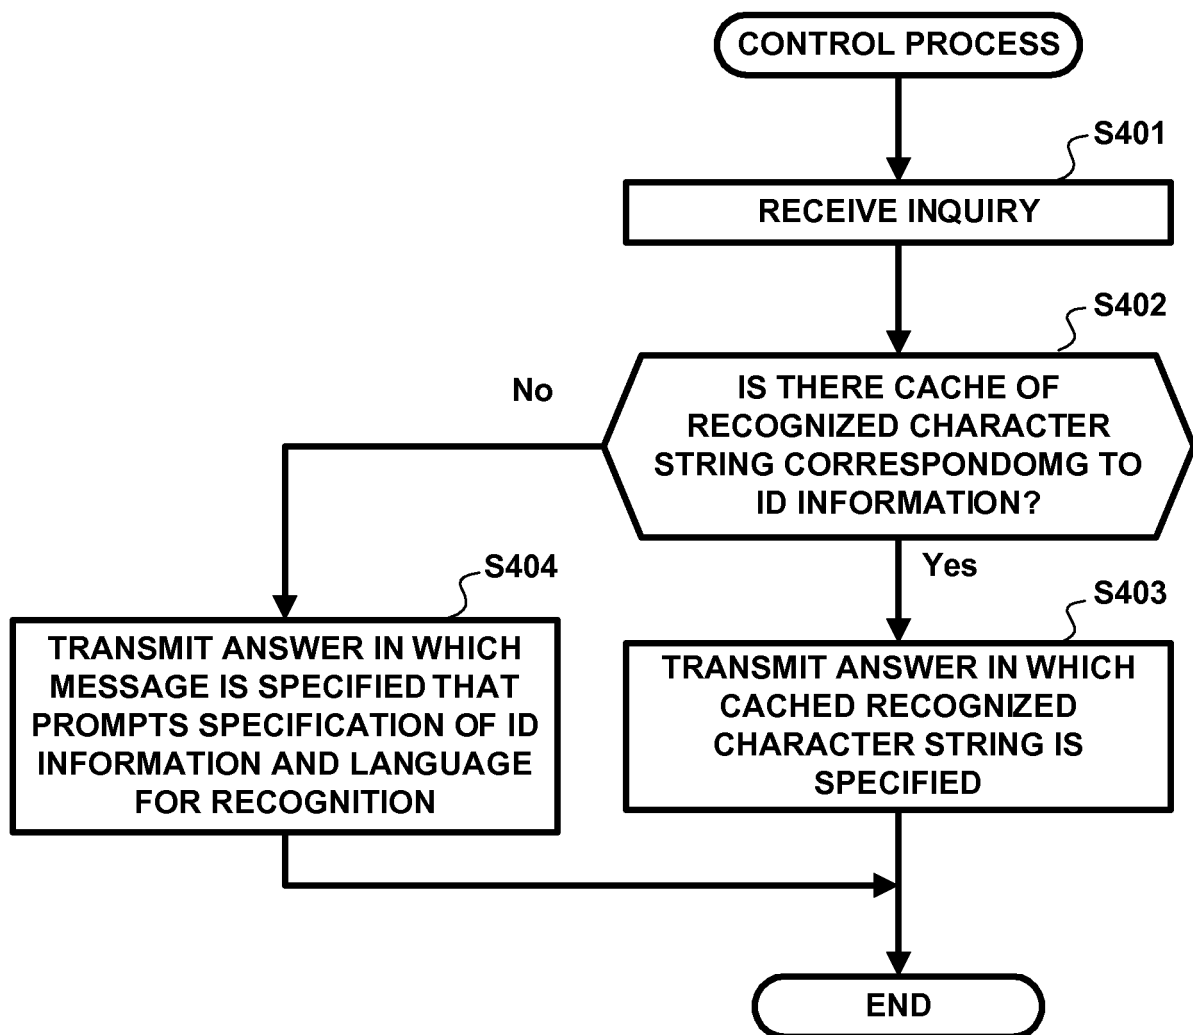 CONTROL PROCESS
S401
RECEIVE INQUIRY
S402
IS THERE CACHE OF
RECOGNIZED CHARACTER
STRING CORRESPONDOMG TO
ID INFORMATION?
No
Yes
S404
TRANSMIT ANSWER IN WHICH
MESSAGE IS SPECIFIED THAT
PROMPTS SPECIFICATION OF ID
INFORMATION AND LANGUAGE
FOR RECOGNITION
S403
TRANSMIT ANSWER IN WHICH
CACHED RECOGNIZED
CHARACTER STRING IS
SPECIFIED
END